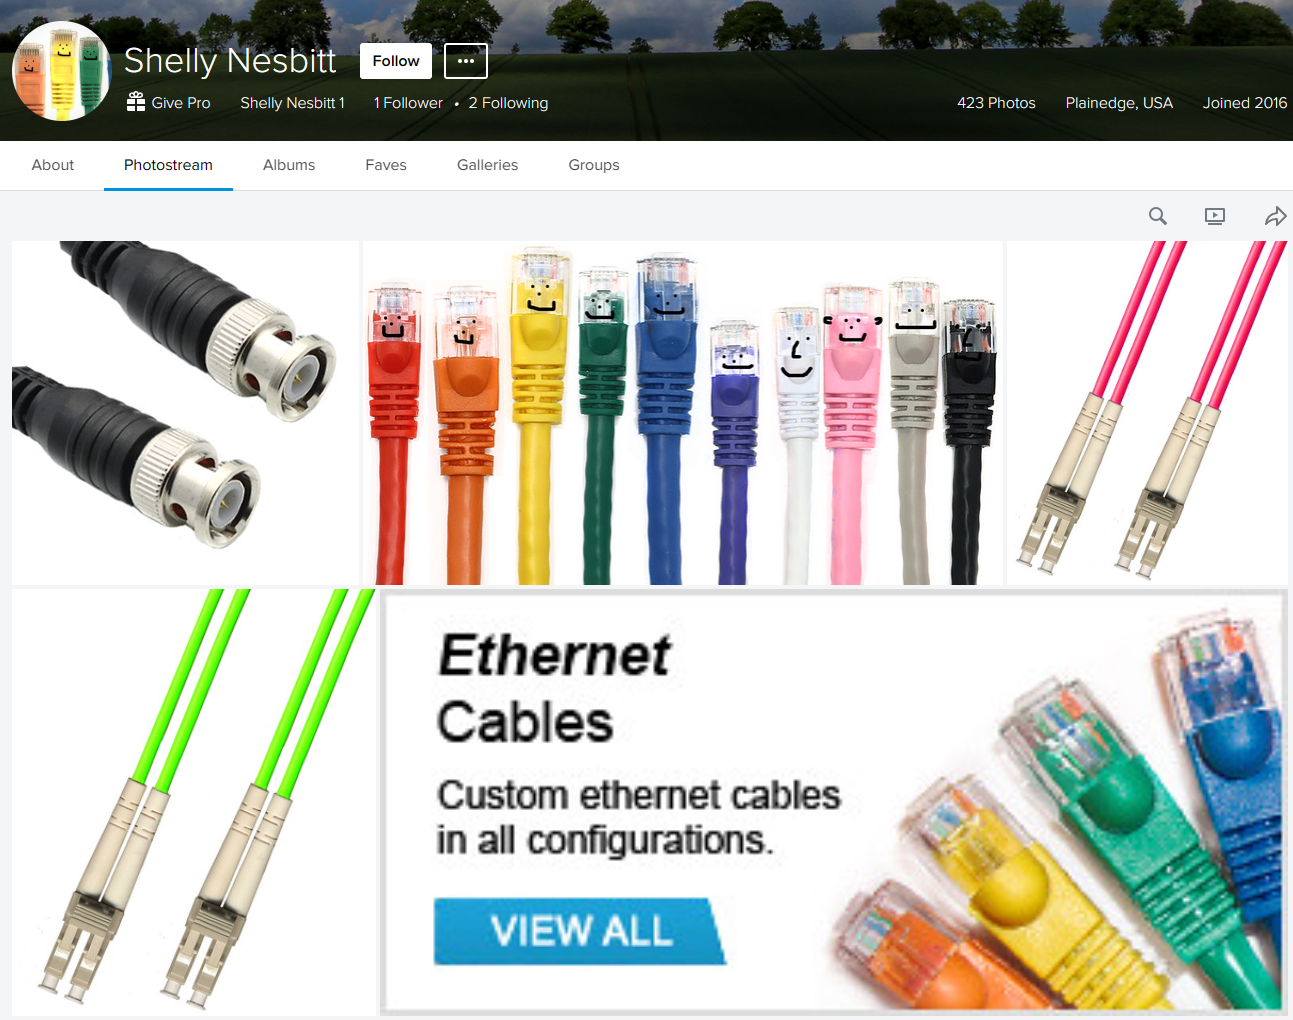 Shelly Nesbitt Follow ...
Give Pro Shelly Nesbitt 1 1 Follower • 2 Following 423 Photos Plainedge, USA Joined 2016
About Photostream Albums Faves Galleries Groups
Ethernet
Cables
Custom ethernet cables
in all configurations.
VIEW ALL